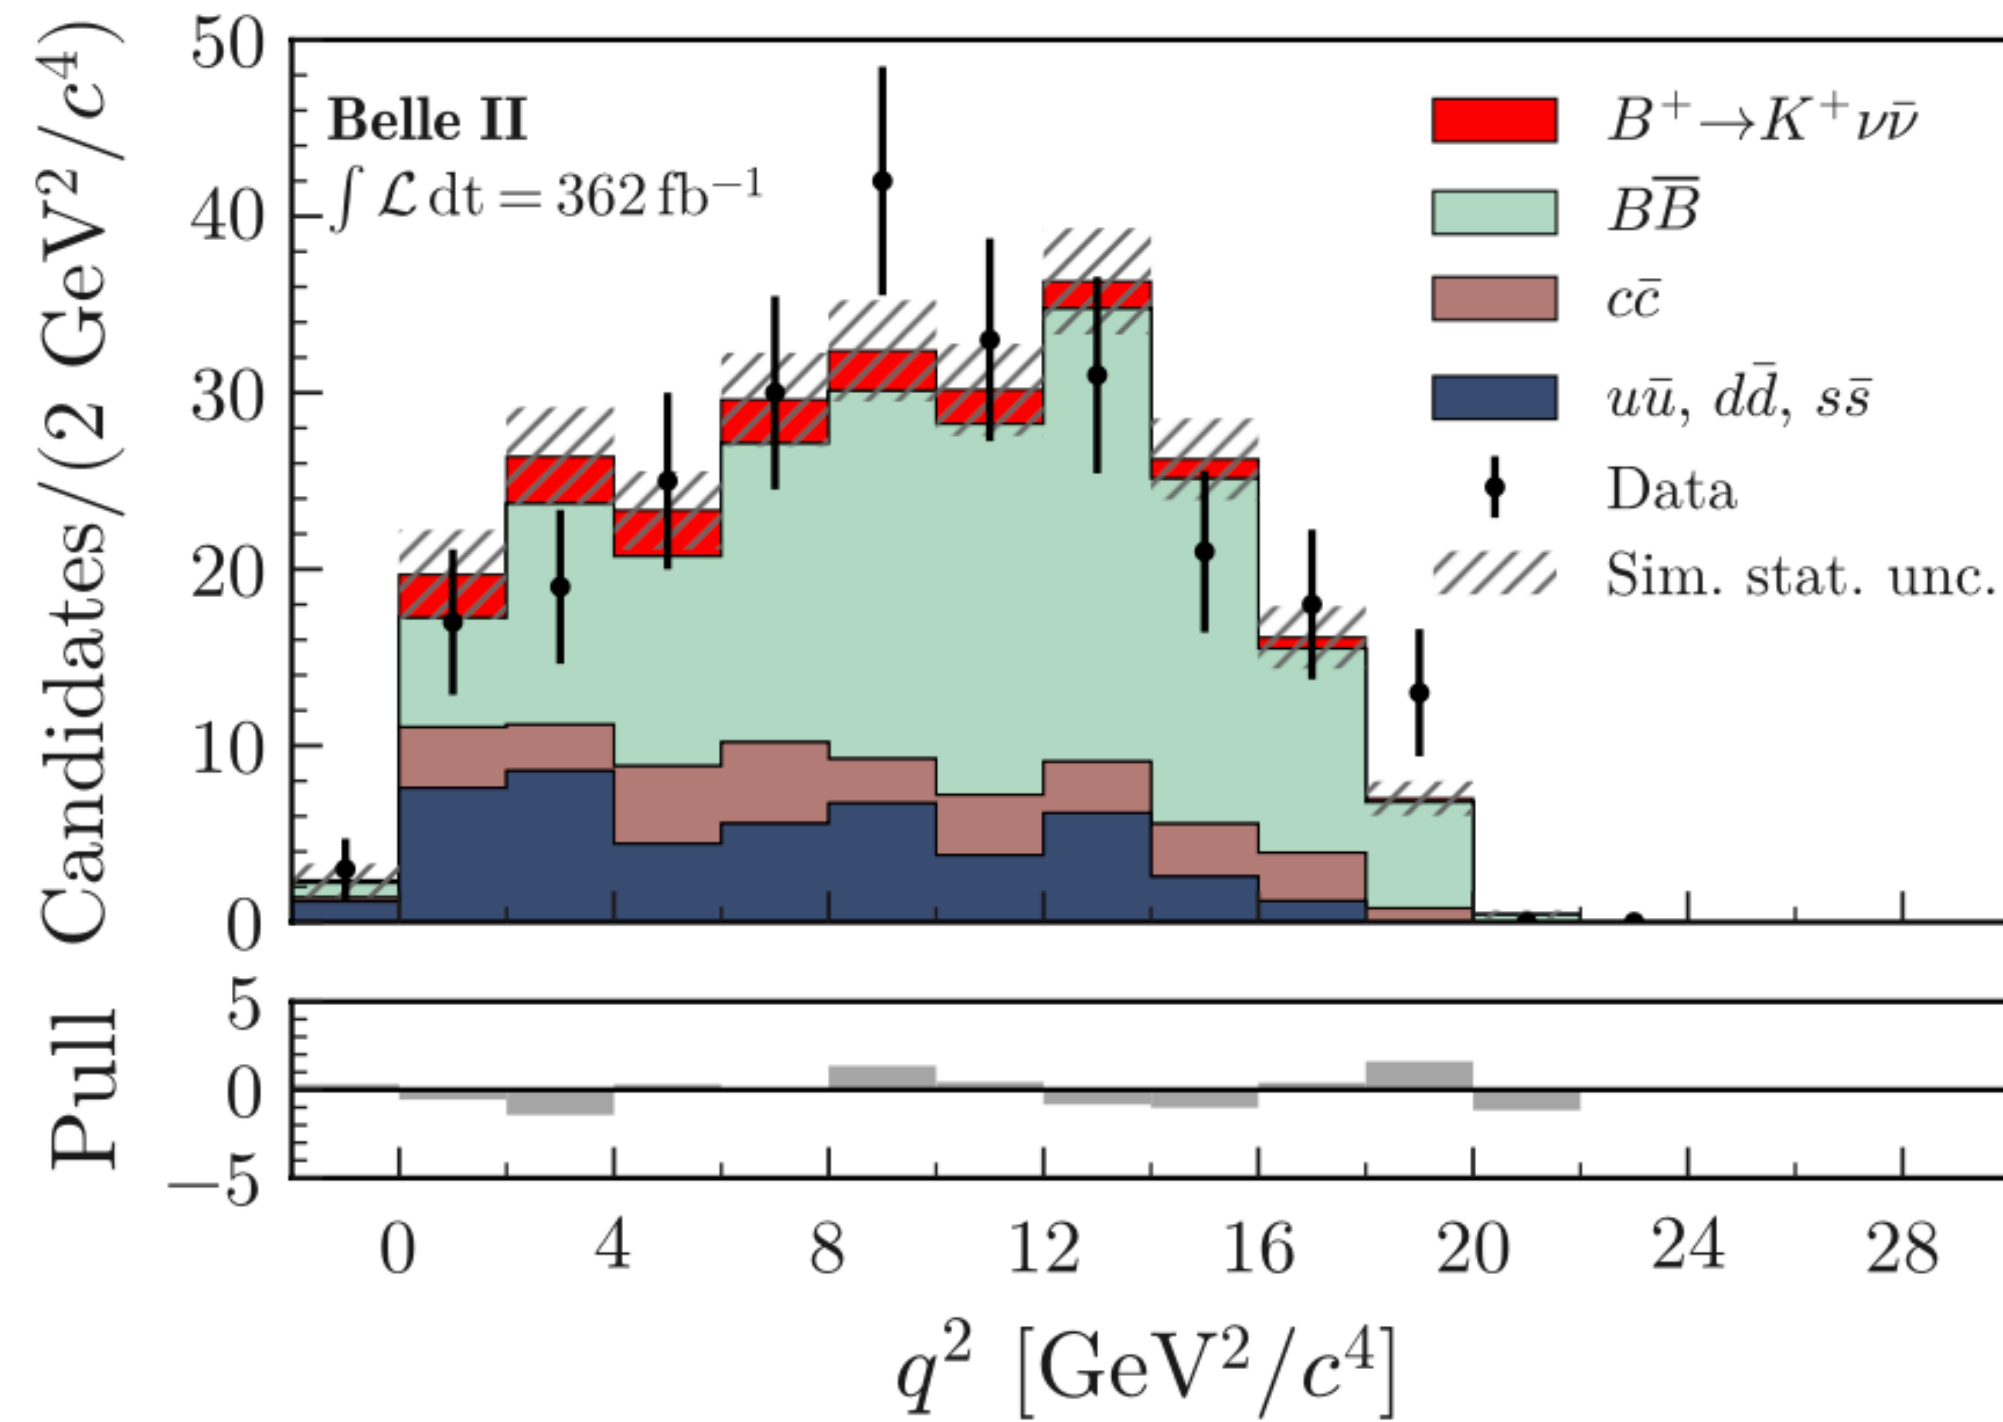 Candidates/(2 GeV²/c⁴)
50
40
30
20
10
0
Belle II
∫ ℒ dt = 362 fb⁻¹
B⁺→K⁺νν̄
BB̅
cc̄
uū, dd̄, ss̄
Data
Sim. stat. unc.
Pull
5
0
−5
0 4 8 12 16 20 24 28
q² [GeV²/c⁴]